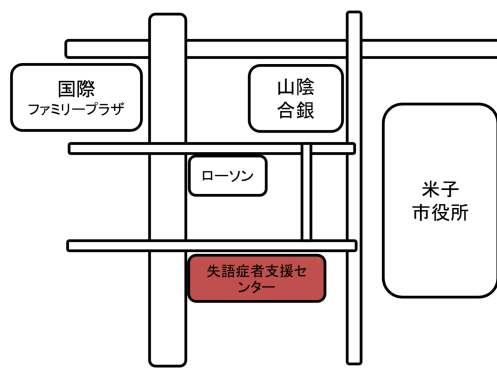 国際
ファミリープラザ
山陰
合銀
ローソン
米子
市役所
失語症者支援セ
ンター